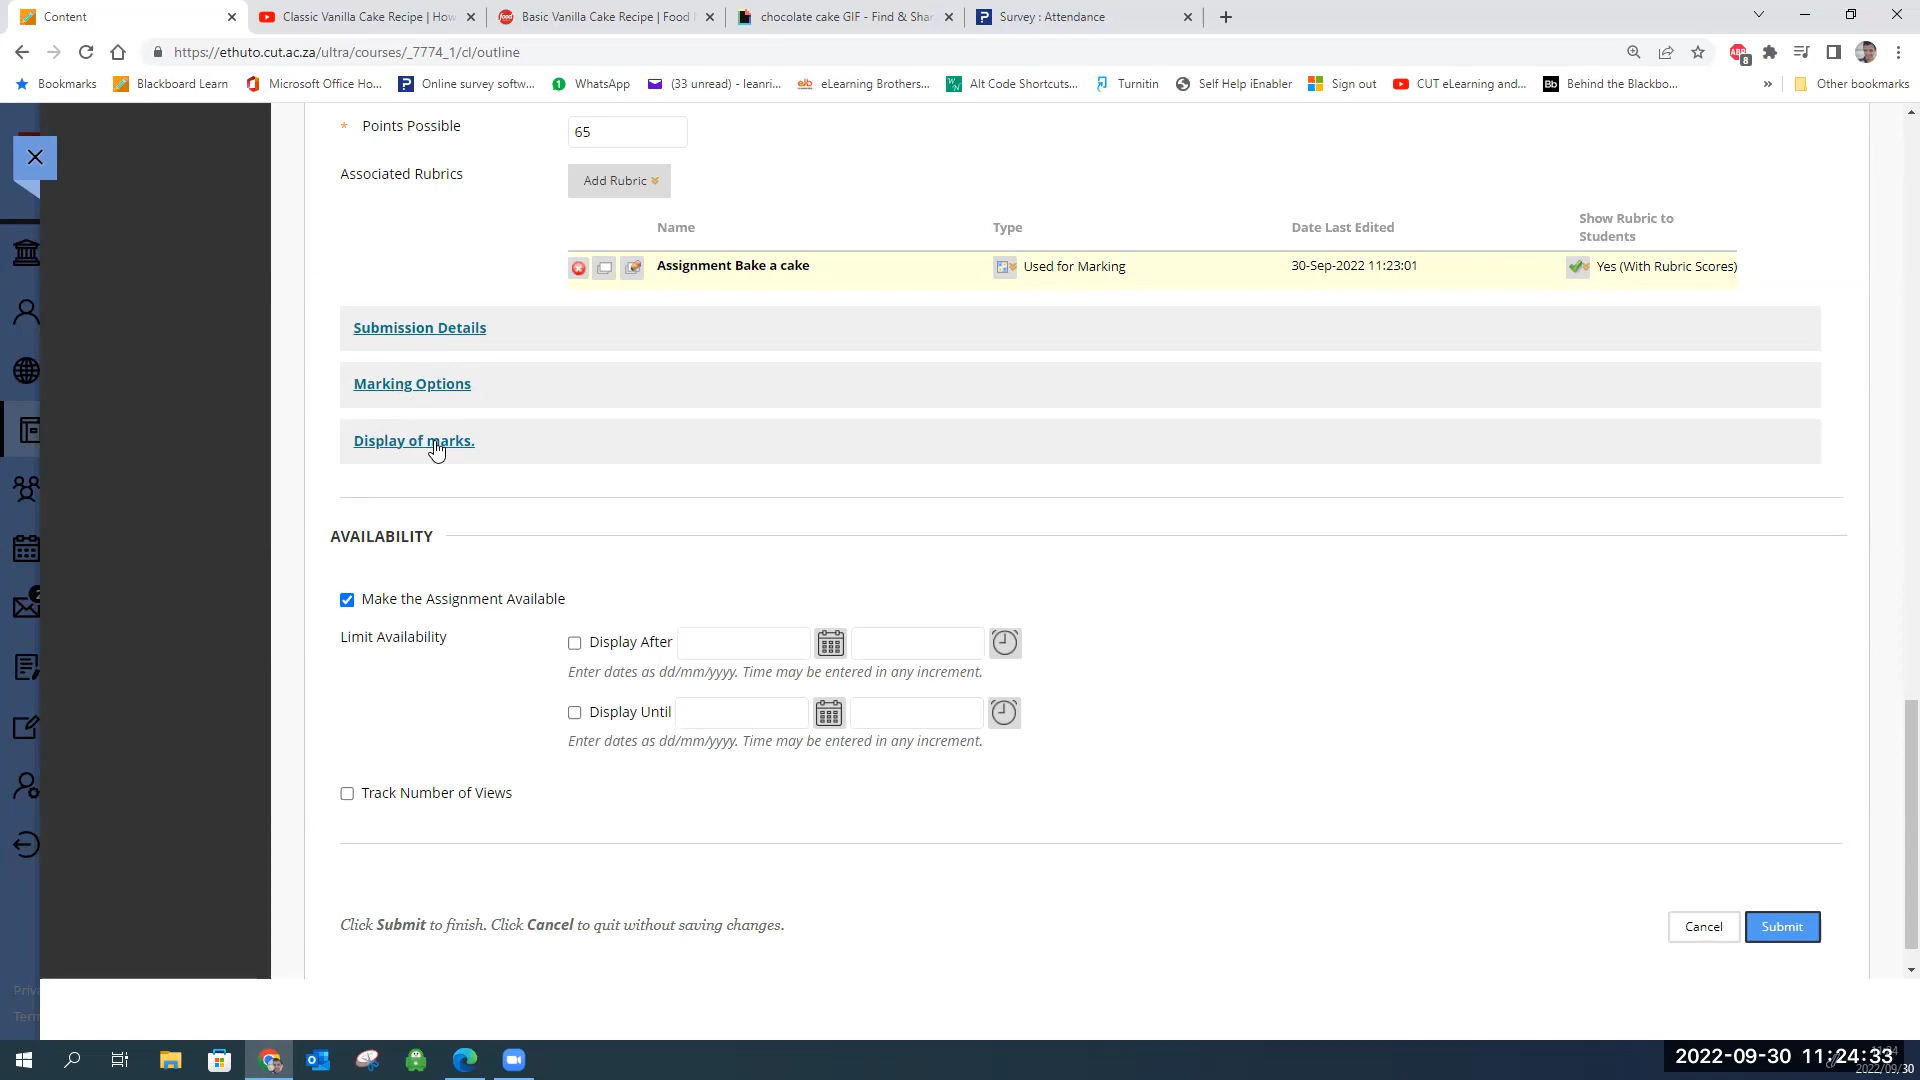 Content
Classic Vanilla Cake Recipe | How
Basic Vanilla Cake Recipe | Food
chocolate cake GIF - Find & Shar
Survey : Attendance
https://ethuto.cut.ac.za/ultra/courses/_7774_1/cl/outline
8
Bookmarks
Blackboard Learn
Microsoft Office Ho...
Online survey softw...
WhatsApp
(33 unread) - leanri...
eLearning Brothers...
Alt Code Shortcuts...
Turnitin
Self Help iEnabler
Sign out
CUT eLearning and...
Bb Behind the Blackbo...
»
Other bookmarks
* Points Possible
65
Associated Rubrics
Add Rubric
Name Type Date Last Edited Show Rubric to
Students
Assignment Bake a cake Used for Marking 30-Sep-2022 11:23:01 Yes (With Rubric Scores)
Submission Details
Marking Options
Display of marks.
AVAILABILITY
Make the Assignment Available
Limit Availability
Display After
Enter dates as dd/mm/yyyy. Time may be entered in any increment.
Display Until
Enter dates as dd/mm/yyyy. Time may be entered in any increment.
Track Number of Views
Click Submit to finish. Click Cancel to quit without saving changes.
Cancel
Submit
Priv
Term
2022-09-30 11:24:33
2022/09/30